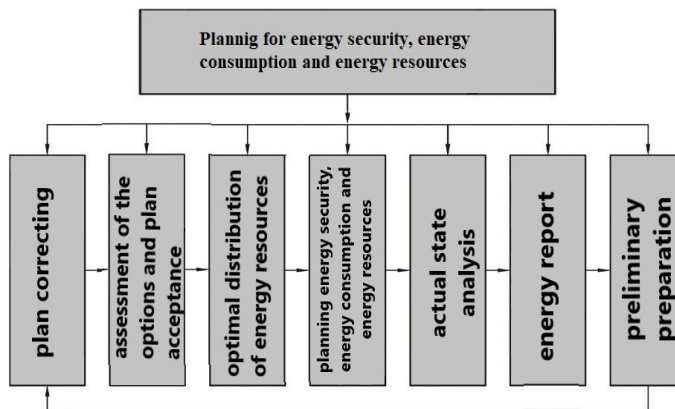 Plannig for energy security, energy
consumption and energy resources
plan correcting
assessment of the
options and plan
acceptance
optimal distribution
of energy resources
planning energy security,
energy consumption and
energy resources
actual state
analysis
energy report
preliminary
preparation